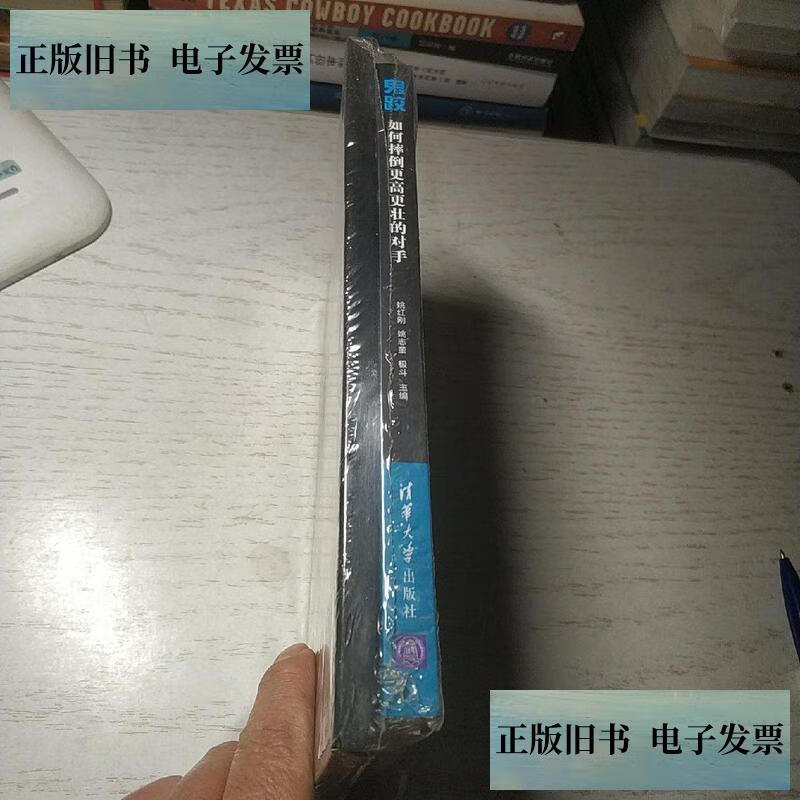 正版旧书 电子发票
TEXAS COWBOY COOKBOOK
鬼跤
如何摔倒更高更壮的对手
姚红刚 姚志奎 极斗 主编
清华大学出版社
正版旧书 电子发票